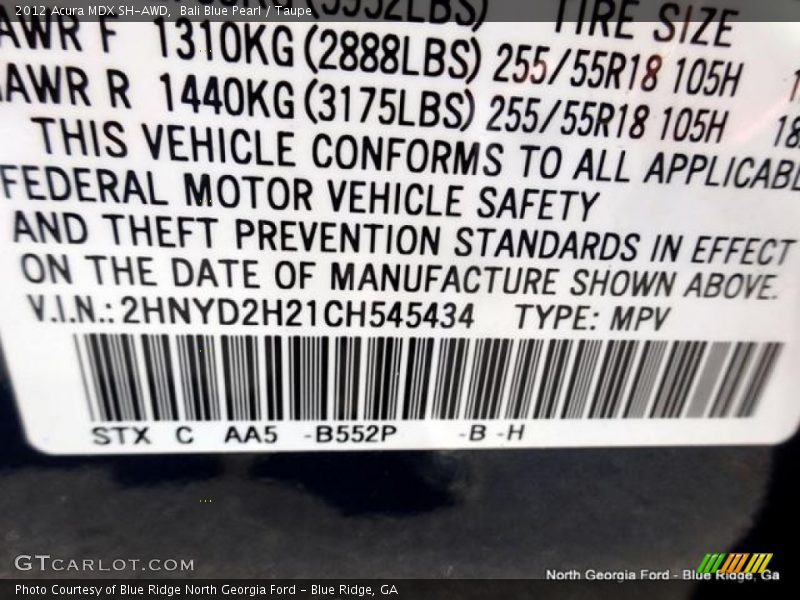 2012 Acura MDX SH-AWD, Bali Blue Pearl / Taupe
TIRE SIZE
AWR F 1310KG (2888LBS) 255/55R18 105H
AWR R 1440KG (3175LBS) 255/55R18 105H
THIS VEHICLE CONFORMS TO ALL APPLICABL
FEDERAL MOTOR VEHICLE SAFETY
AND THEFT PREVENTION STANDARDS IN EFFECT
ON THE DATE OF MANUFACTURE SHOWN ABOVE.
V.I.N.: 2HNYD2H21CH545434 TYPE: MPV
STX C AA5 -B552P -B -H
GTCARLOT.COM
North Georgia Ford - Blue Ridge, Ga
Photo Courtesy of Blue Ridge North Georgia Ford - Blue Ridge, GA